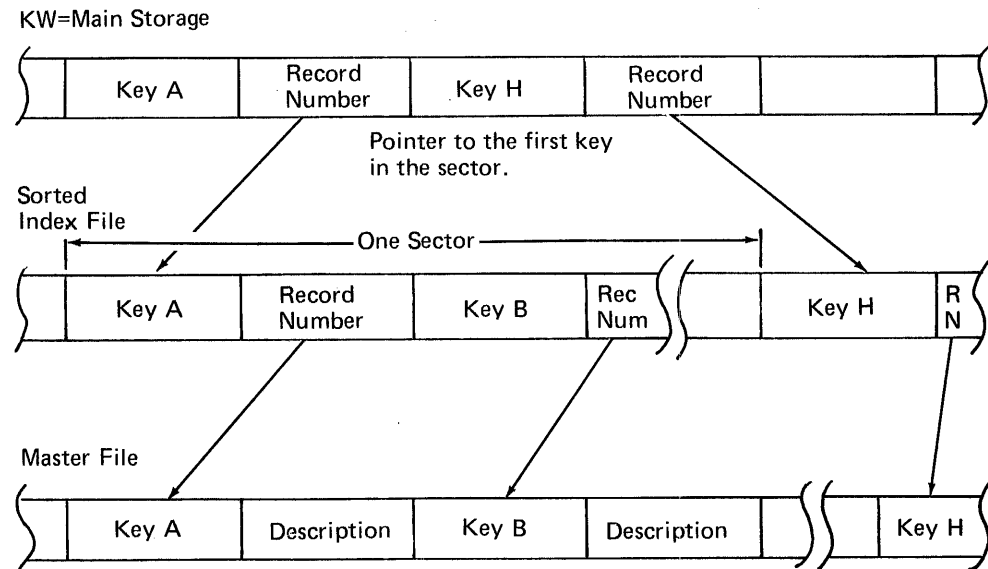 KW=Main Storage
Key A
Record
Number
Key H
Record
Number
Pointer to the first key
in the sector.
Sorted
Index File
One Sector
Key A
Record
Number
Key B
Rec
Num
Key H
R
N
Master File
Key A
Description
Key B
Description
Key H